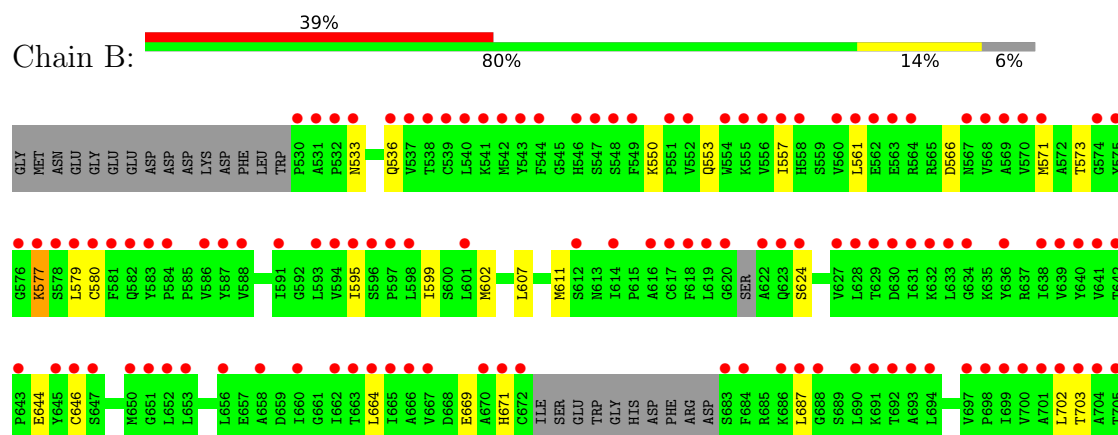 39%
Chain B:
80% 14% 6%
GLY MET ASN GLU GLY GLU GLU ASP ASP ASP LYS ASP PHE LEU TRP P530 A531 P532 N533 Q536 V537 T538 C539 L540 K541 M542 Y543 F544 G545 H546 S547 S548 F549 K550 P551 V552 Q553 W554 K555 V556 I557 H558 S559 V560 L561 E562 E563 R564 R565 D566 N567 V568 A569 V570 M571 A572 T573 G574 Y575
G576 K577 S578 L579 C580 F581 Q582 Y583 P584 P585 V586 Y587 V588 I591 G592 L593 V594 I595 S596 P597 L598 I599 S600 L601 M602 L607 M611 S612 N613 I614 P615 A616 C617 F618 L619 G620 SER A622 Q623 S624 V627 L628 T629 D630 I631 K632 L633 G634 K635 Y636 R637 I638 V639 Y640 V641 T642
P643 E644 Y645 C646 S647 M650 G651 L652 L653 L656 E657 A658 D659 I660 G661 I662 T663 L664 I665 A666 V667 D668 E669 A670 H671 C672 ILE SER GLU TRP GLY HIS ASP PHE ARG ASP S683 F684 R685 K686 L687 G688 S689 L690 K691 T692 A693 L694 V697 P698 I699 V700 A701 L702 T703 A704